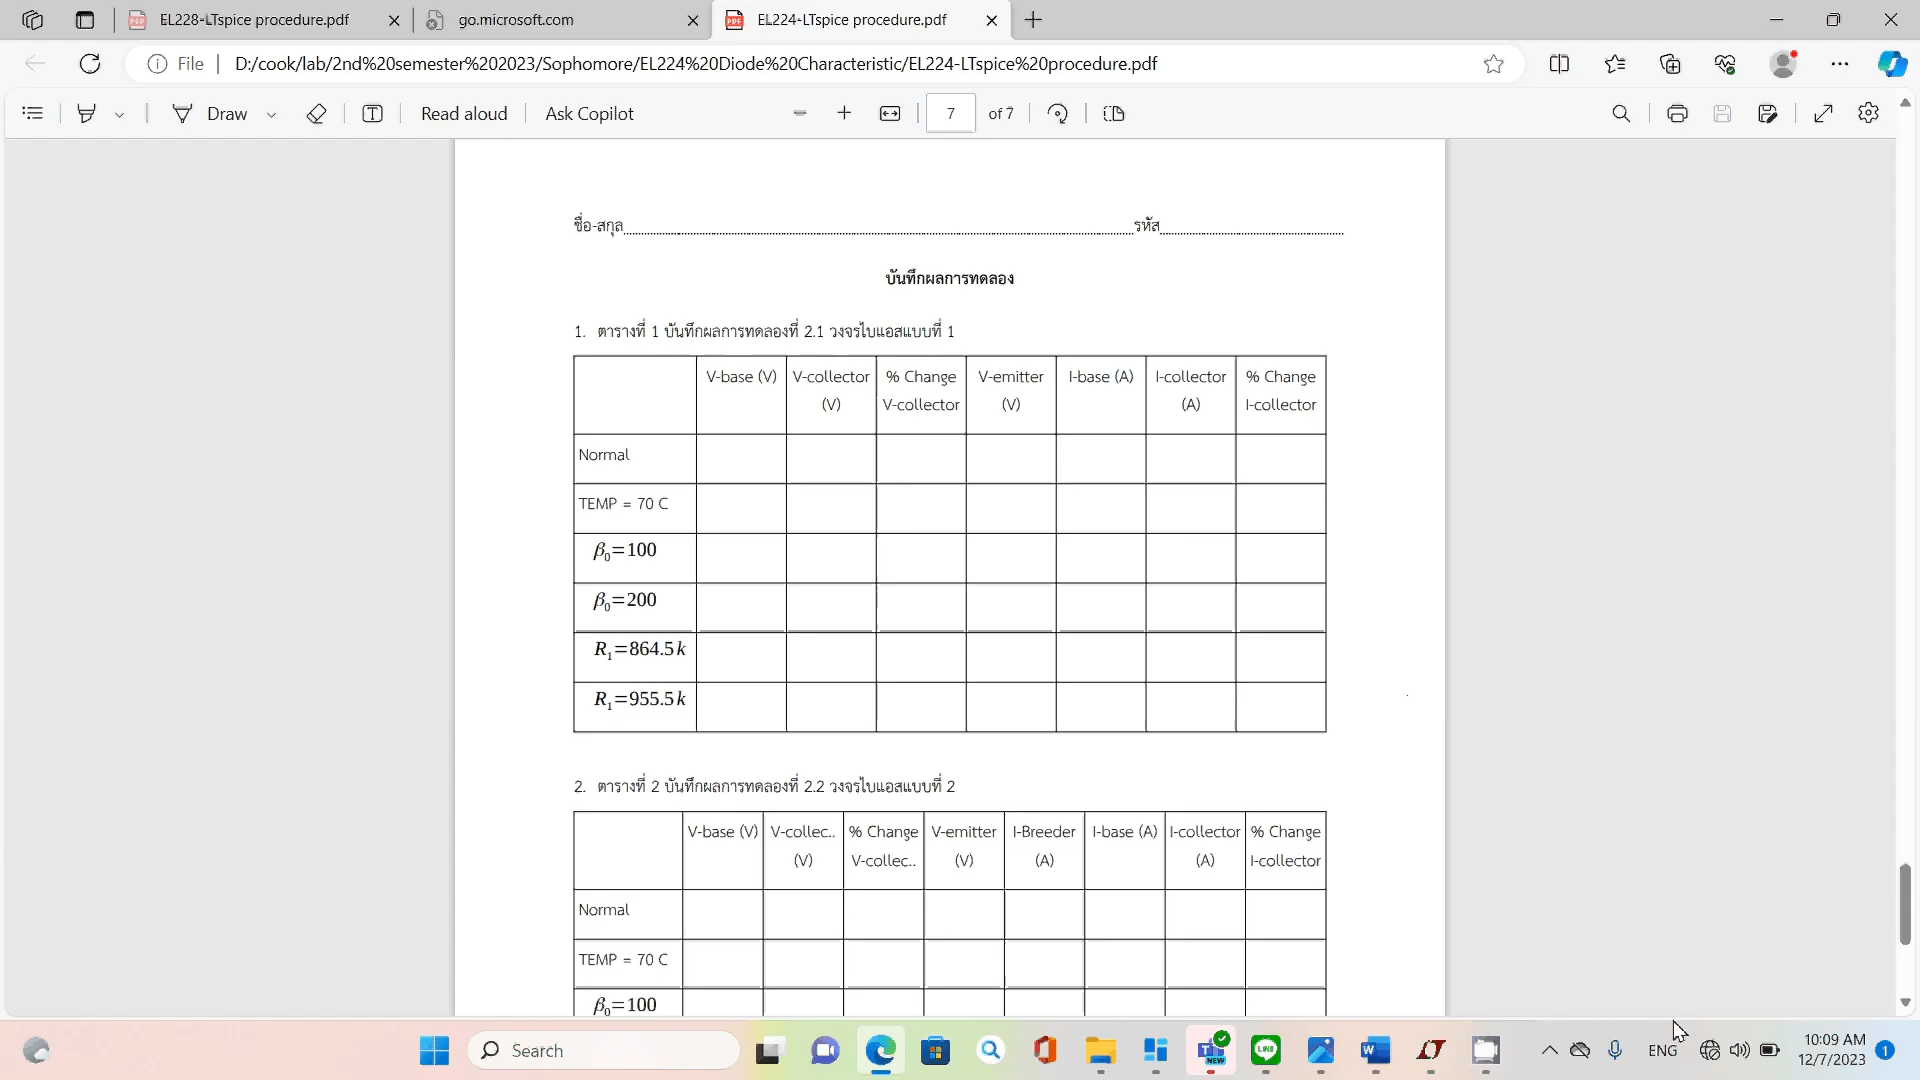 EL228-LTspice procedure.pdf
go.microsoft.com
EL224-LTspice procedure.pdf
File
D:/cook/lab/2nd%20semester%202023/Sophomore/EL224%20Diode%20Characteristic/EL224-LTspice%20procedure.pdf
Draw
Read aloud
Ask Copilot
7 of 7
ชื่อ-สกุล รหัส
บันทึกผลการทดลอง
1. ตารางที่ 1 บันทึกผลการทดลองที่ 2.1 วงจรไบแอสแบบที่ 1
V-base (V) V-collector % Change V-emitter I-base (A) I-collector % Change
(V) V-collector (V) (A) I-collector
Normal
TEMP = 70 C
β₀=100
β₀=200
R₁=864.5 k
R₁=955.5 k
2. ตารางที่ 2 บันทึกผลการทดลองที่ 2.2 วงจรไบแอสแบบที่ 2
V-base (V) V-collec.. % Change V-emitter I-Breeder I-base (A) I-collector % Change
(V) V-collec.. (V) (A) (A) I-collector
Normal
TEMP = 70 C
β₀=100
Search
NEW
LINE
ENG
10:09 AM
12/7/2023
1